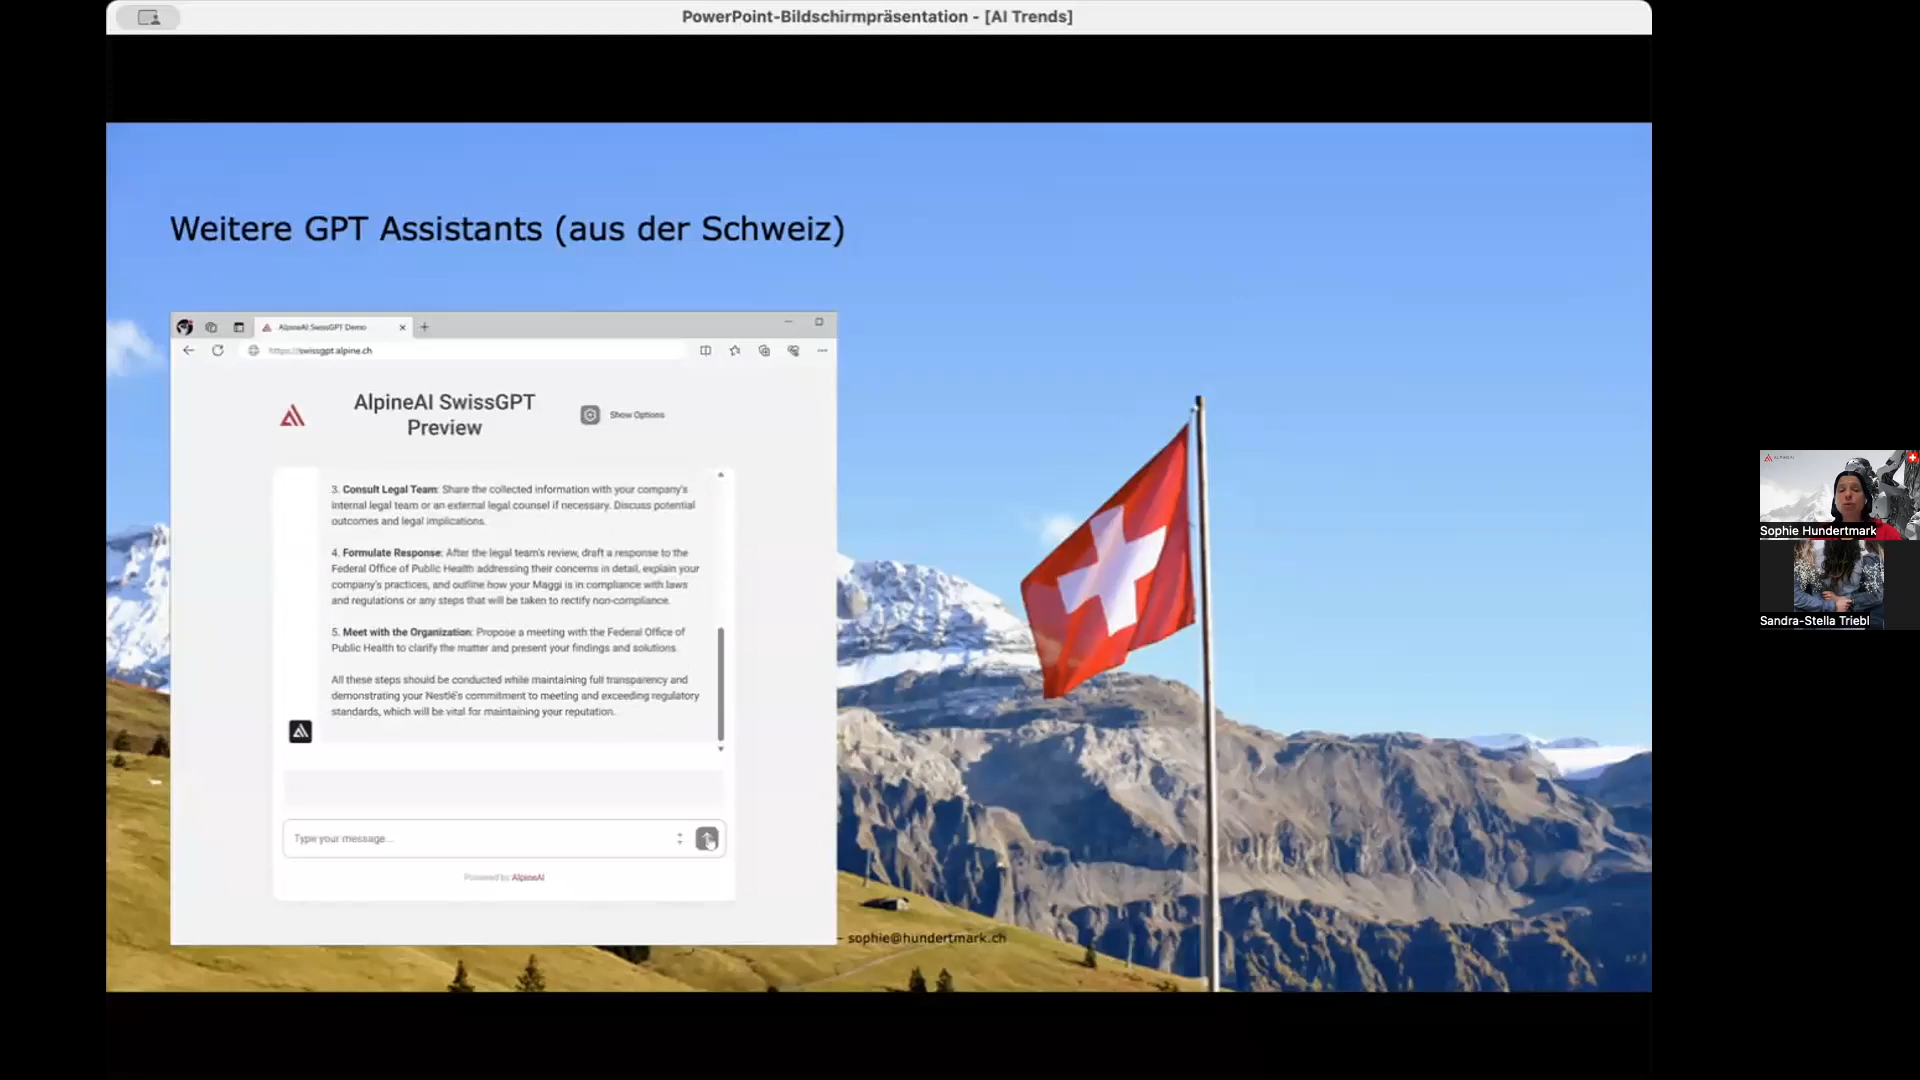 PowerPoint-Bildschirmpräsentation - [AI Trends]
Weitere GPT Assistants (aus der Schweiz)
AlpineAI SwissGPT Demo
https://swissgpt.alpine.ch
AlpineAI SwissGPT
Preview
Show Options
3. Consult Legal Team: Share the collected information with your company's
internal legal team or an external legal counsel if necessary. Discuss potential
outcomes and legal implications.
4. Formulate Response: After the legal team's review, draft a response to the
Federal Office of Public Health addressing their concerns in detail, explain your
company's practices, and outline how your Maggi is in compliance with laws
and regulations or any steps that will be taken to rectify non-compliance.
5. Meet with the Organization: Propose a meeting with the Federal Office of
Public Health to clarify the matter and present your findings and solutions.
All these steps should be conducted while maintaining full transparency and
demonstrating your Nestlé's commitment to meeting and exceeding regulatory
standards, which will be vital for maintaining your reputation.
Type your message...
Powered by AlpineAI
- sophie@hundertmark.ch
ALPINEAI
Sophie Hundertmark
Sandra-Stella Triebl